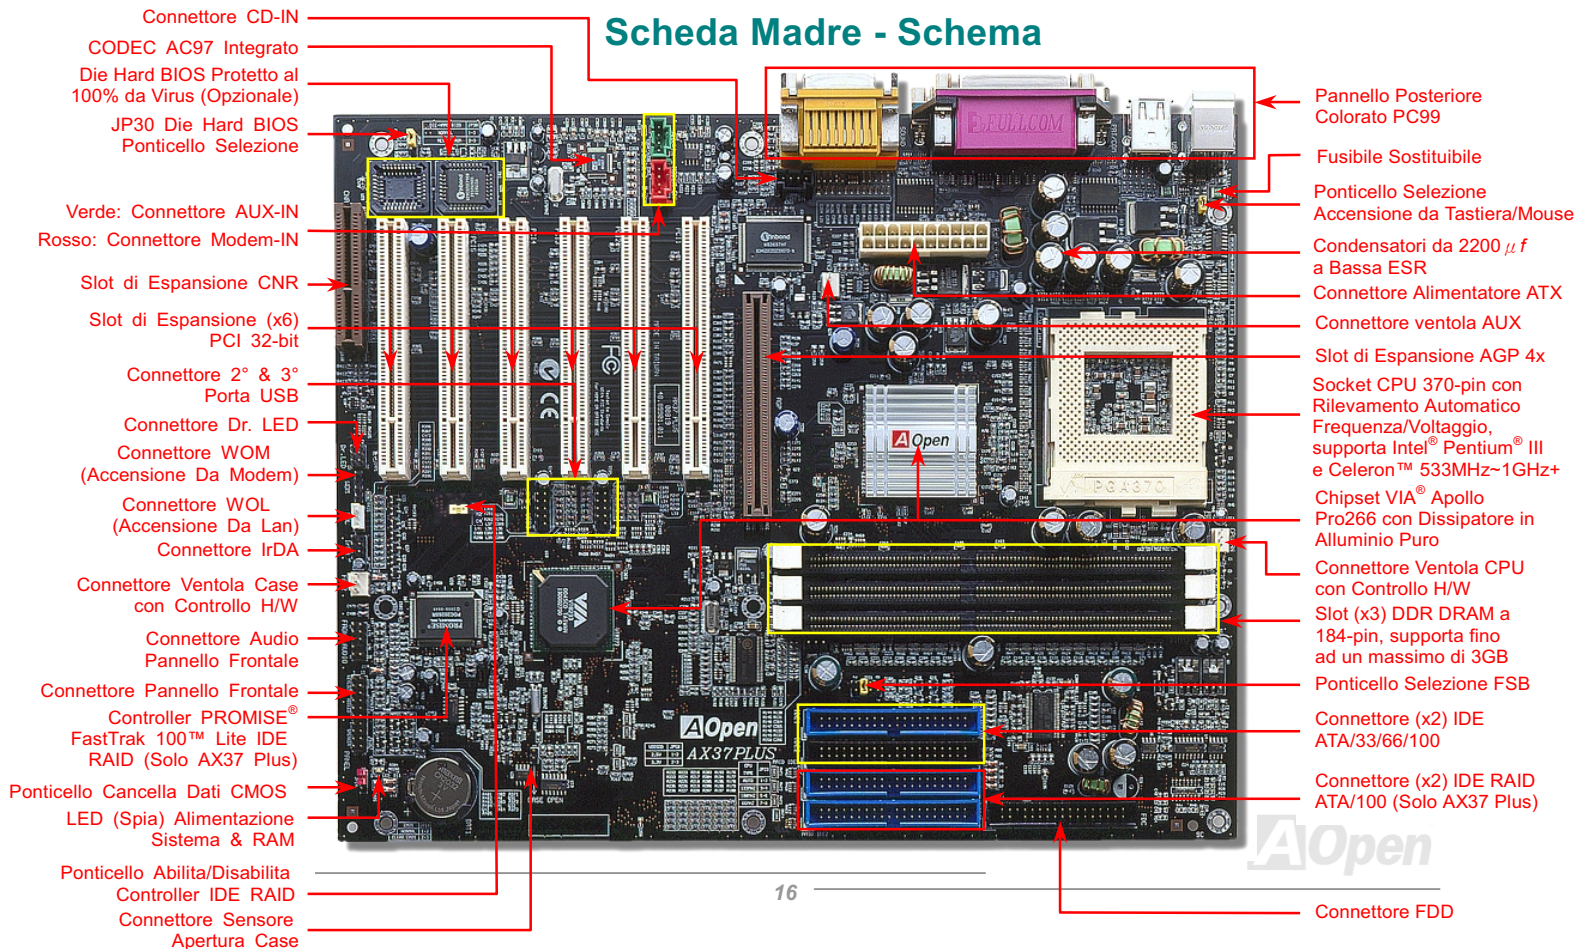 Scheda Madre - Schema
Connettore CD-IN
CODEC AC97 Integrato
Die Hard BIOS Protetto al
100% da Virus (Opzionale)
JP30 Die Hard BIOS
Ponticello Selezione
Verde: Connettore AUX-IN
Rosso: Connettore Modem-IN
Slot di Espansione CNR
Slot di Espansione (x6)
PCI 32-bit
Connettore 2° & 3°
Porta USB
Connettore Dr. LED
Connettore WOM
(Accensione Da Modem)
Connettore WOL
(Accensione Da Lan)
Connettore IrDA
Connettore Ventola Case
con Controllo H/W
Connettore Audio
Pannello Frontale
Connettore Pannello Frontale
Controller PROMISE®
FastTrak 100™ Lite IDE
RAID (Solo AX37 Plus)
Ponticello Cancella Dati CMOS
LED (Spia) Alimentazione
Sistema & RAM
Ponticello Abilita/Disabilita
Controller IDE RAID
Connettore Sensore
Apertura Case
Pannello Posteriore
Colorato PC99
Fusibile Sostituibile
Ponticello Selezione
Accensione da Tastiera/Mouse
Condensatori da 2200 μf
a Bassa ESR
Connettore Alimentatore ATX
Connettore ventola AUX
Slot di Espansione AGP 4x
Socket CPU 370-pin con
Rilevamento Automatico
Frequenza/Voltaggio,
supporta Intel® Pentium® III
e Celeron™ 533MHz~1GHz+
Chipset VIA® Apollo
Pro266 con Dissipatore in
Alluminio Puro
Connettore Ventola CPU
con Controllo H/W
Slot (x3) DDR DRAM a
184-pin, supporta fino
ad un massimo di 3GB
Ponticello Selezione FSB
Connettore (x2) IDE
ATA/33/66/100
Connettore (x2) IDE RAID
ATA/100 (Solo AX37 Plus)
Connettore FDD
FULLCOM
Winbond
AOpen
PGA370
PROMISE
VIA
AOpen
AX37PLUS
CASE OPEN
AOpen
16